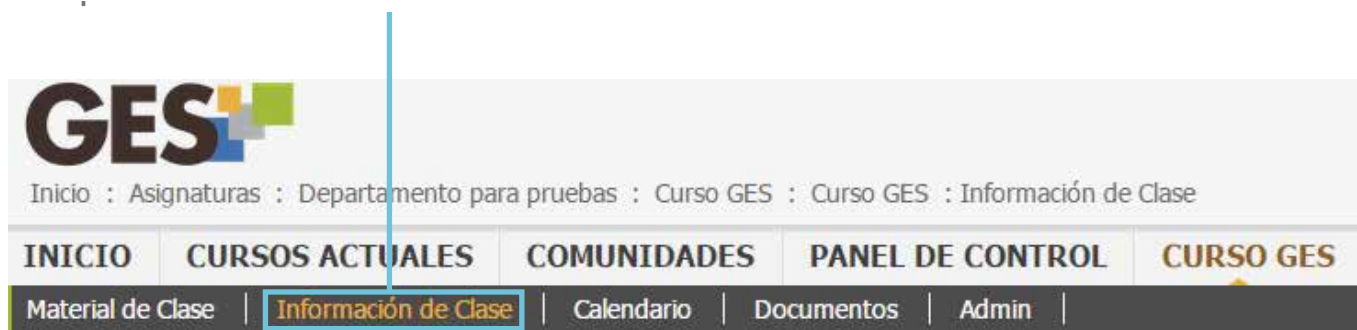 GES
Inicio : Asignaturas : Departamento para pruebas : Curso GES : Curso GES : Información de Clase
INICIO CURSOS ACTUALES COMUNIDADES PANEL DE CONTROL CURSO GES
Material de Clase | Información de Clase | Calendario | Documentos | Admin |